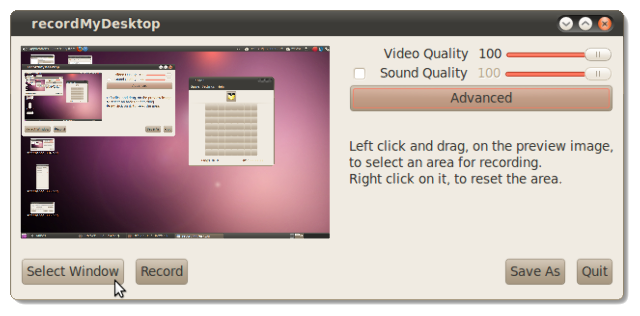 recordMyDesktop
Video Quality 100
Sound Quality 100
Advanced
Left click and drag, on the preview image,
to select an area for recording.
Right click on it, to reset the area.
Select Window Record Save As Quit